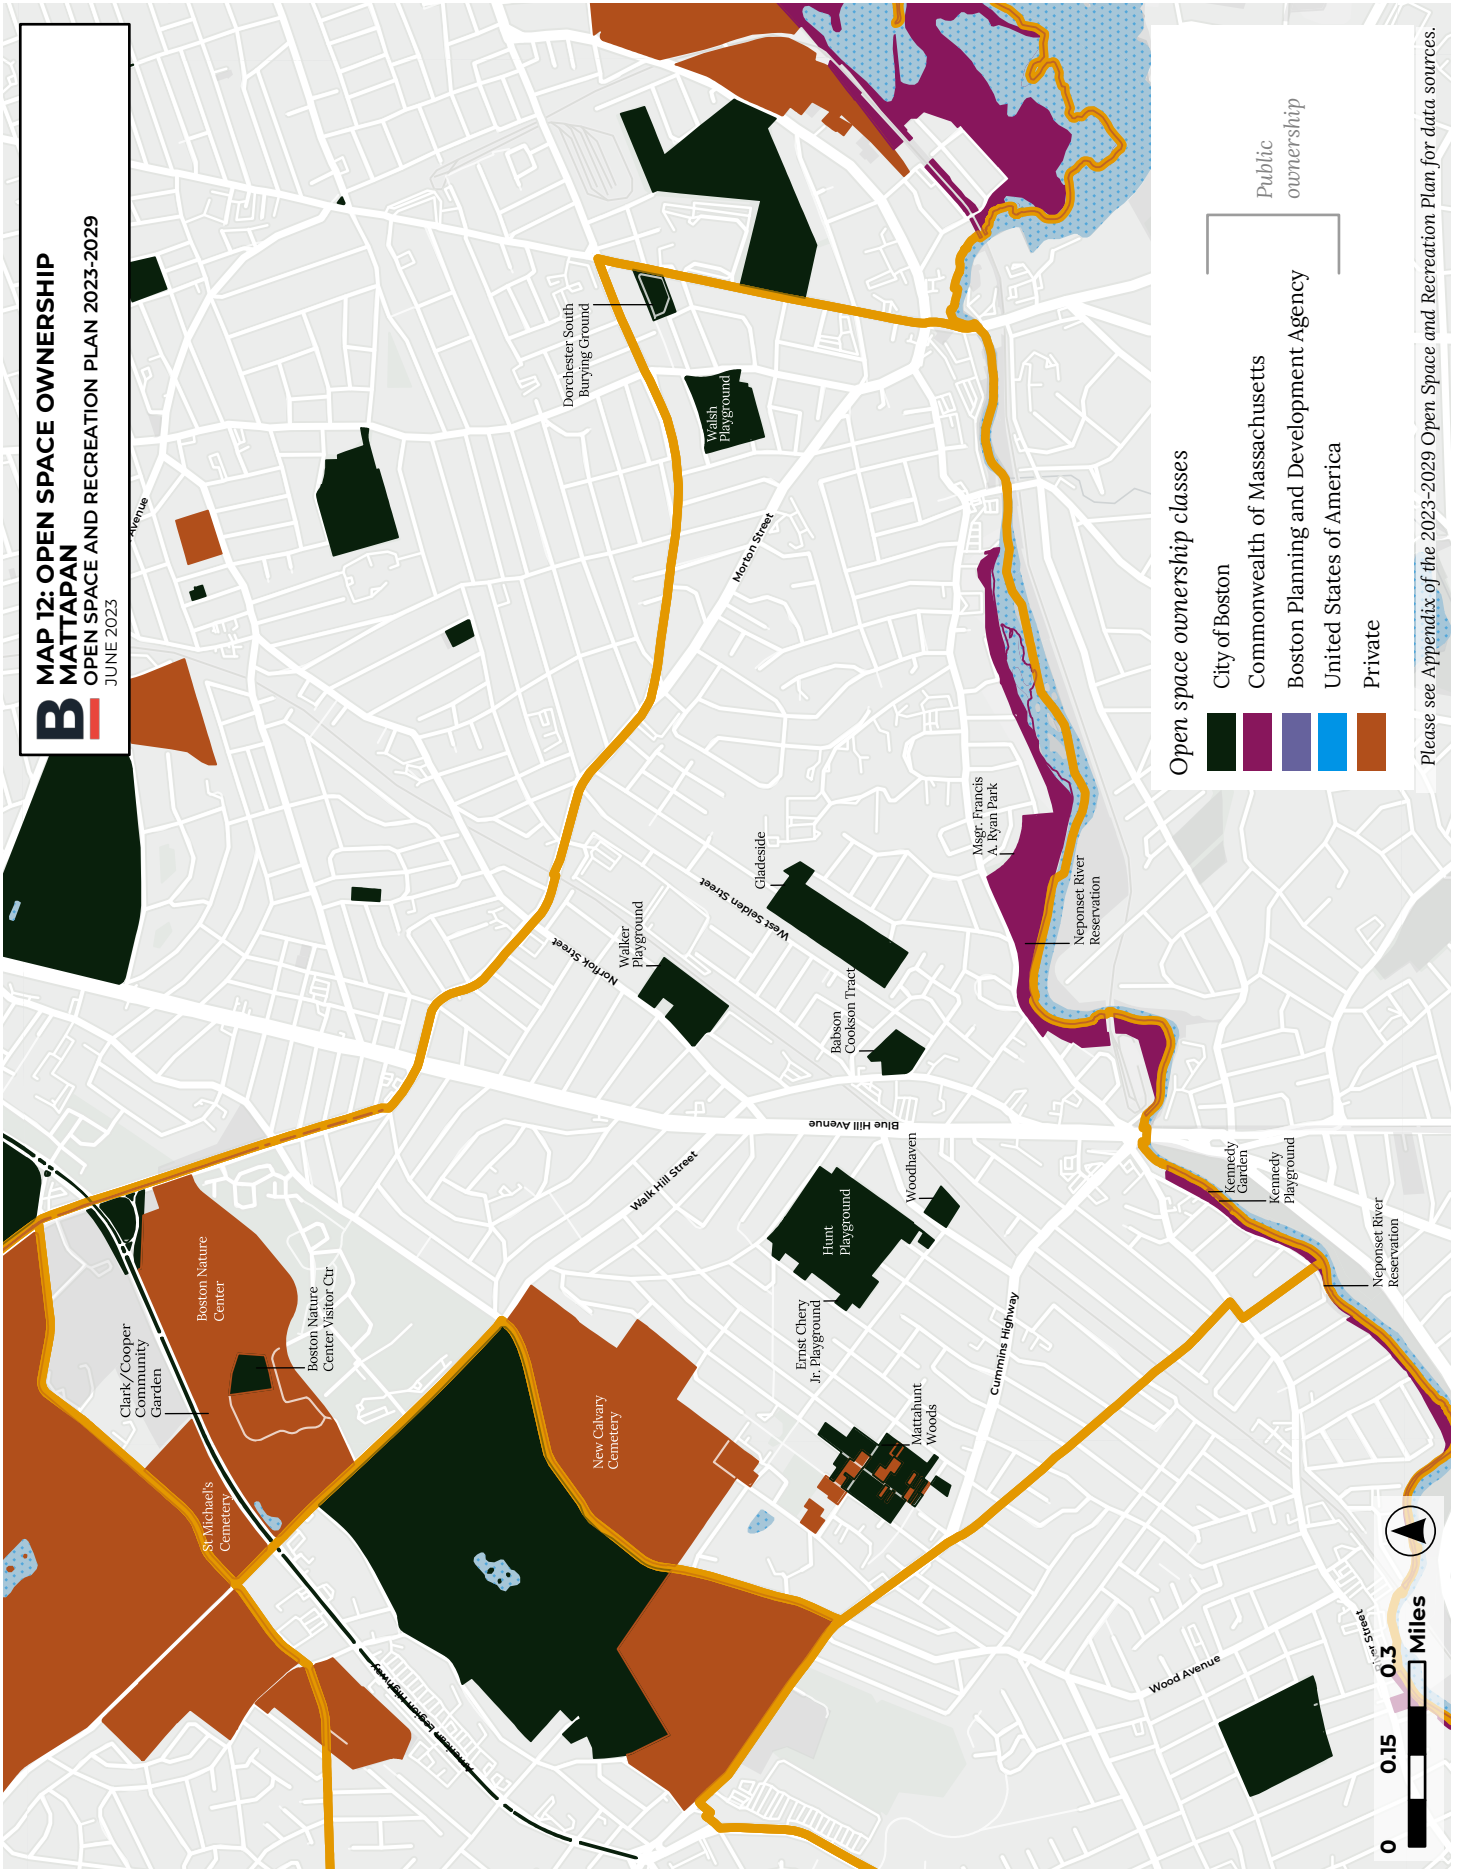 B
MAP 12: OPEN SPACE OWNERSHIP
MATTAPAN
OPEN SPACE AND RECREATION PLAN 2023-2029
JUNE 2023
Avenue
Dorchester South
Burying Ground
Walsh
Playground
Morton Street
Gladeside
West Selden Street
Walker
Playground
Norflok Street
Babson
Cookson Tract
Msgr. Francis
A. Ryan Park
Neponset River
Reservation
Blue Hill Avenue
Walk Hill Street
Woodhaven
Hunt
Playground
Ernst Chery
Jr. Playground
Kennedy
Garden
Kennedy
Playground
Neponset River
Reservation
Cummins Highway
Mattahunt
Woods
Boston Nature
Center
Boston Nature
Center Visitor Ctr
Clark/Cooper
Community
Garden
St Michael's
Cemetery
New Calvary
Cemetery
American Legion Highway
Wood Avenue
Street
Open space ownership classes
City of Boston
Commonwealth of Massachusetts
Boston Planning and Development Agency
United States of America
Private
Public
ownership
Please see Appendix of the 2023-2029 Open Space and Recreation Plan for data sources.
0 0.15 0.3
Miles